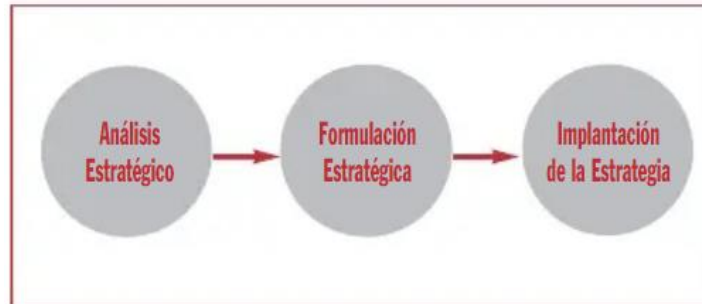 Análisis
Estratégico
Formulación
Estratégica
Implantación
de la Estrategia